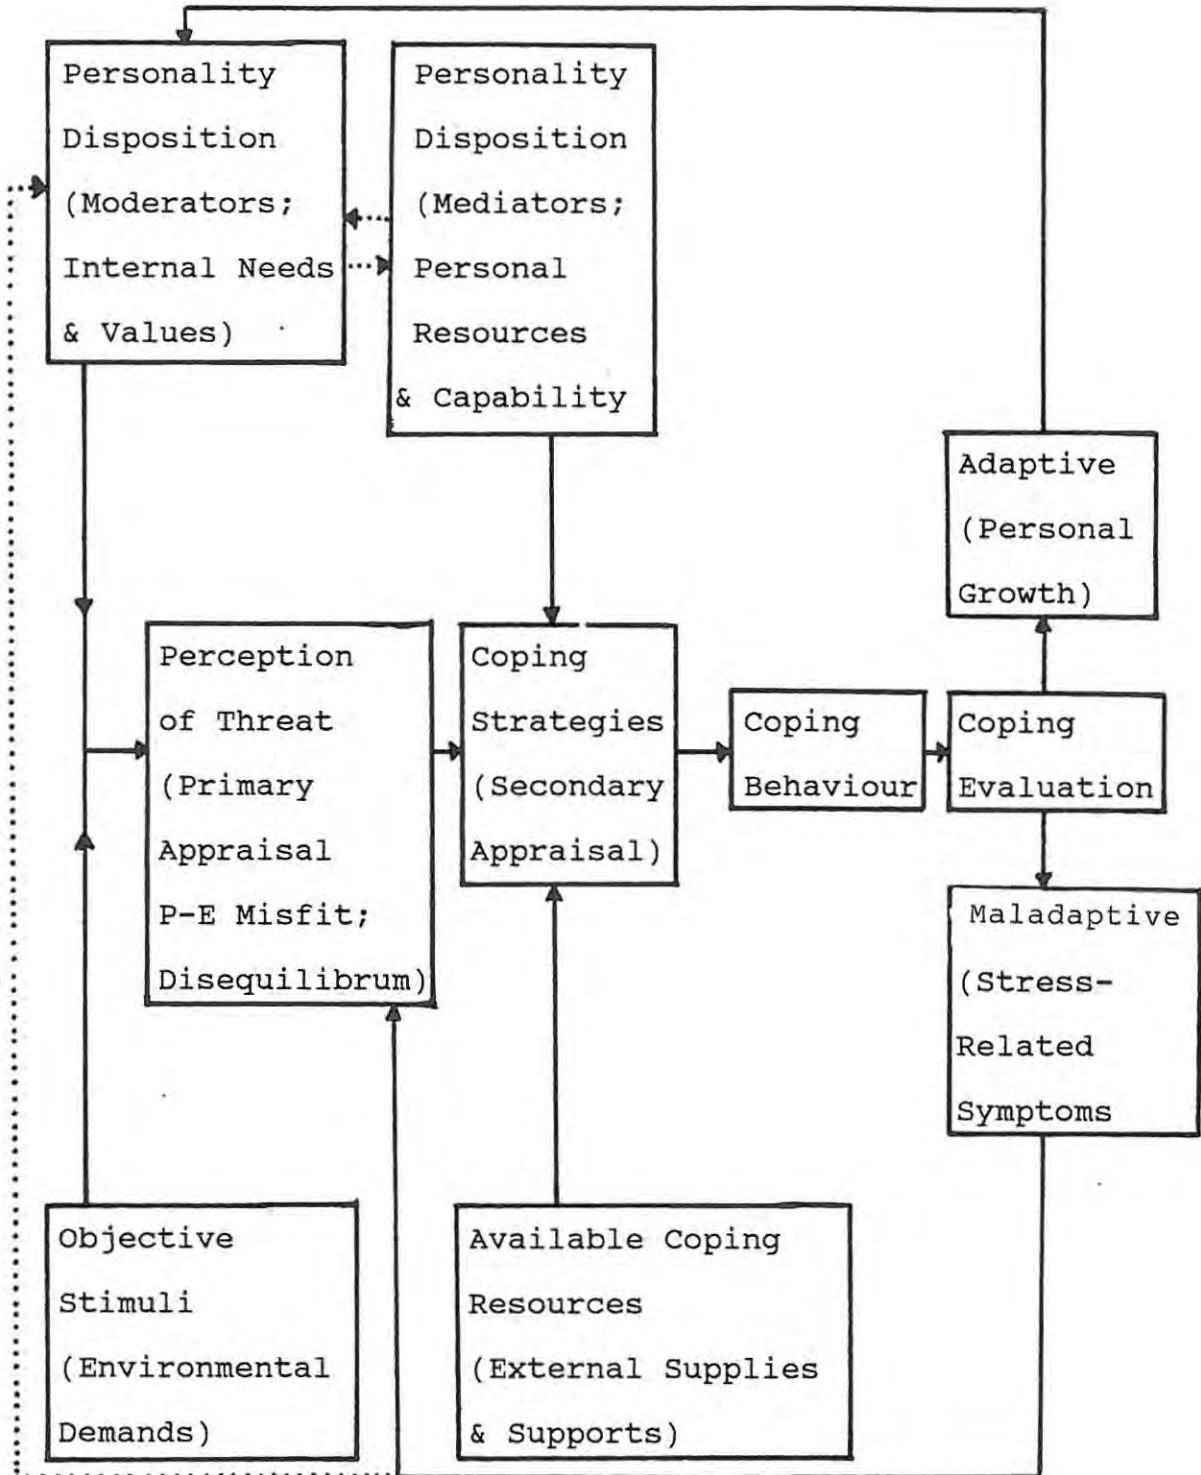 Personality
Disposition
(Moderators;
Internal Needs
& Values)
Personality
Disposition
(Mediators;
Personal
Resources
& Capability
Adaptive
(Personal
Growth)
Perception
of Threat
(Primary
Appraisal
P-E Misfit;
Disequilibrum)
Coping
Strategies
(Secondary
Appraisal)
Coping
Behaviour
Coping
Evaluation
Maladaptive
(Stress-
Related
Symptoms
Objective
Stimuli
(Environmental
Demands)
Available Coping
Resources
(External Supplies
& Supports)